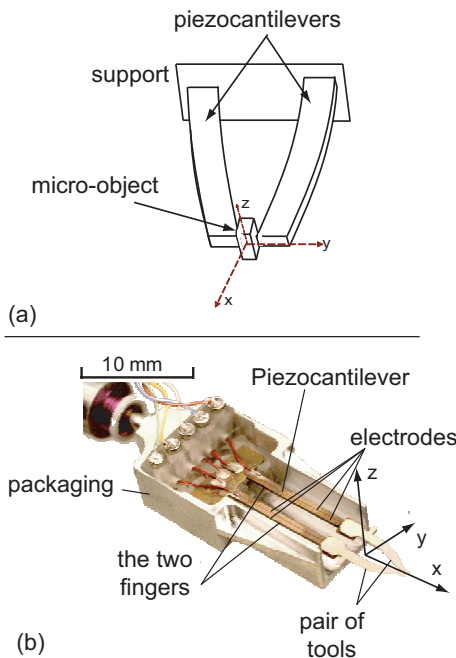 piezocantilevers
support
micro-object
z
y
x
(a)
10 mm
Piezocantilever
electrodes
packaging
z
y
x
the two
fingers
pair of
tools
(b)